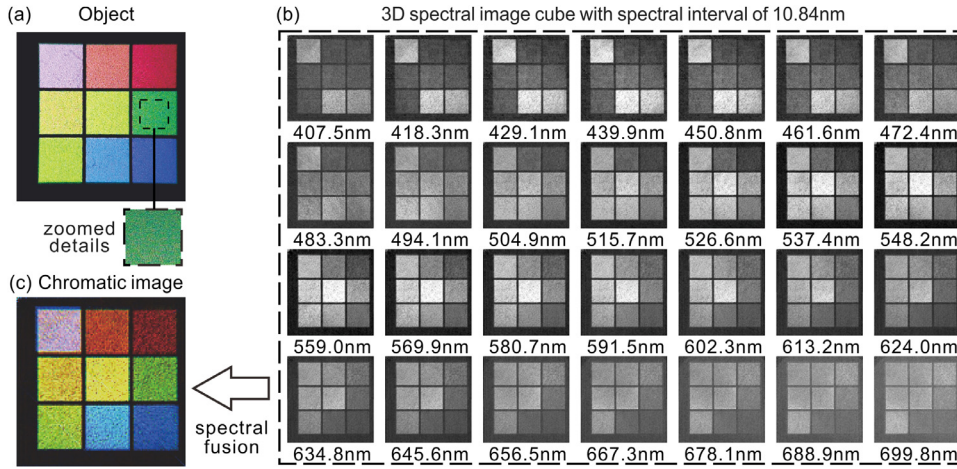 (a)
Object
zoomed
details
(b)
3D spectral image cube with spectral interval of 10.84nm
407.5nm 418.3nm 429.1nm 439.9nm 450.8nm 461.6nm 472.4nm
483.3nm 494.1nm 504.9nm 515.7nm 526.6nm 537.4nm 548.2nm
559.0nm 569.9nm 580.7nm 591.5nm 602.3nm 613.2nm 624.0nm
634.8nm 645.6nm 656.5nm 667.3nm 678.1nm 688.9nm 699.8nm
(c) Chromatic image
spectral
fusion